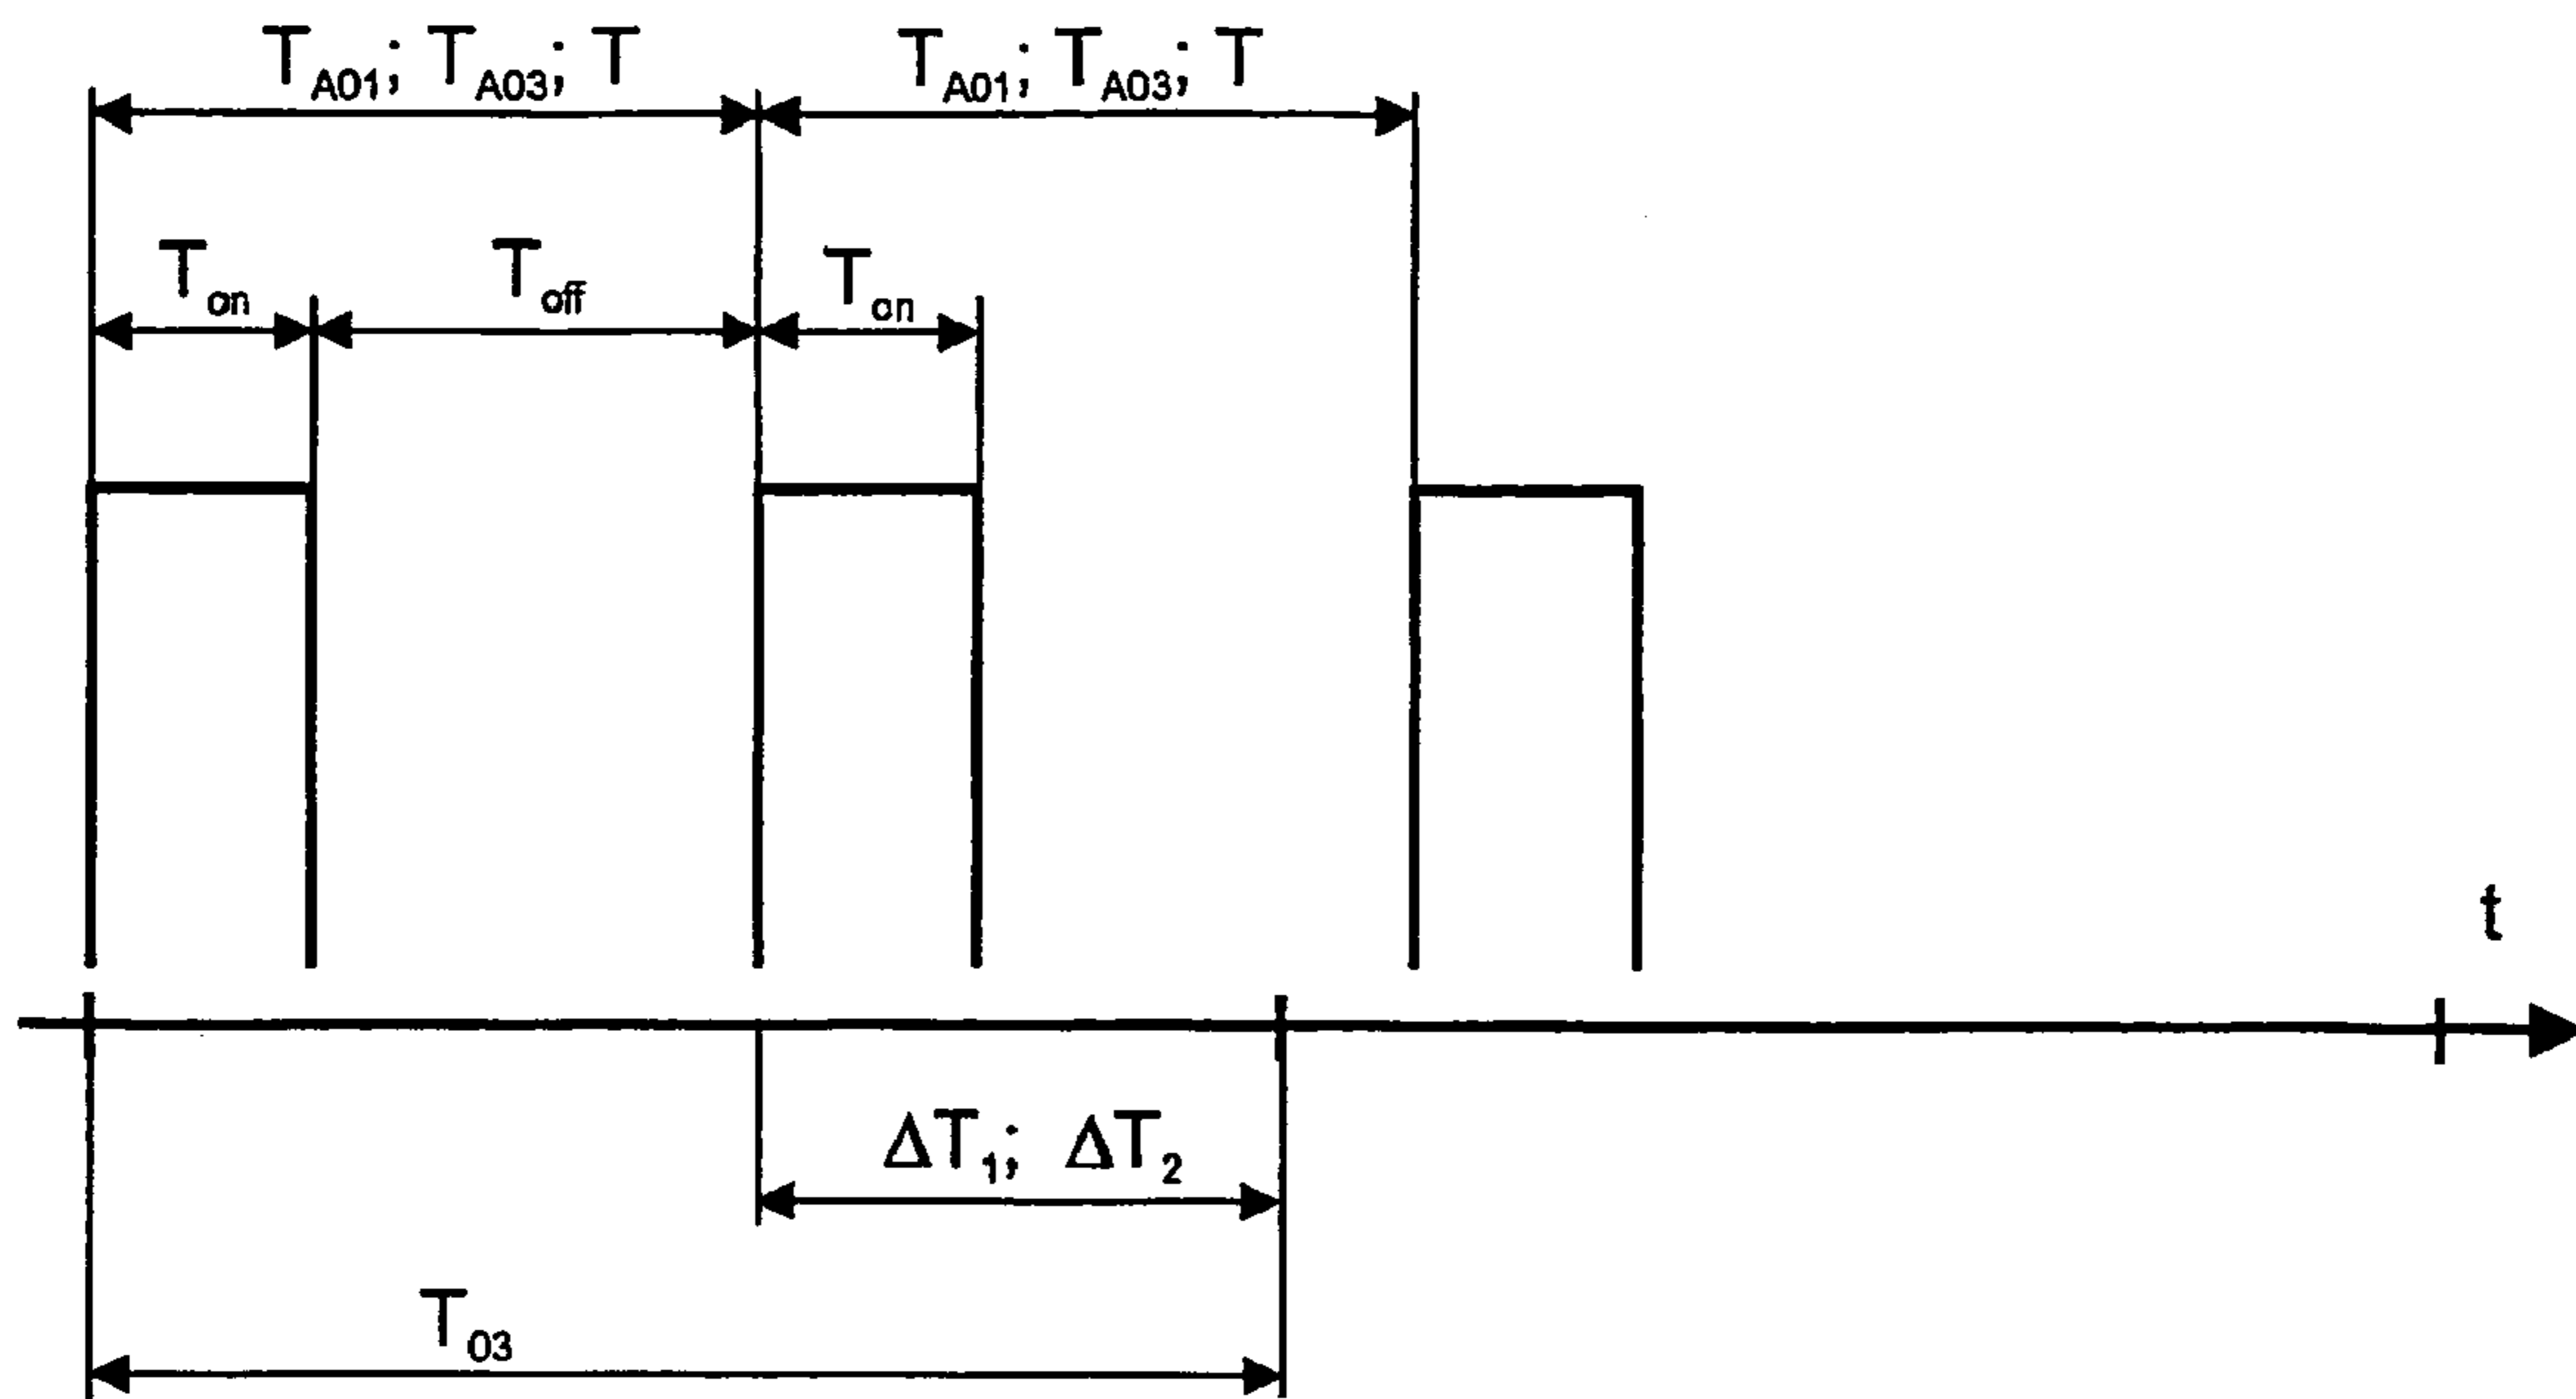 T_A01; T_A03; T T_A01; T_A03; T
T_on T_off T_on
t
ΔT_1; ΔT_2
T_03